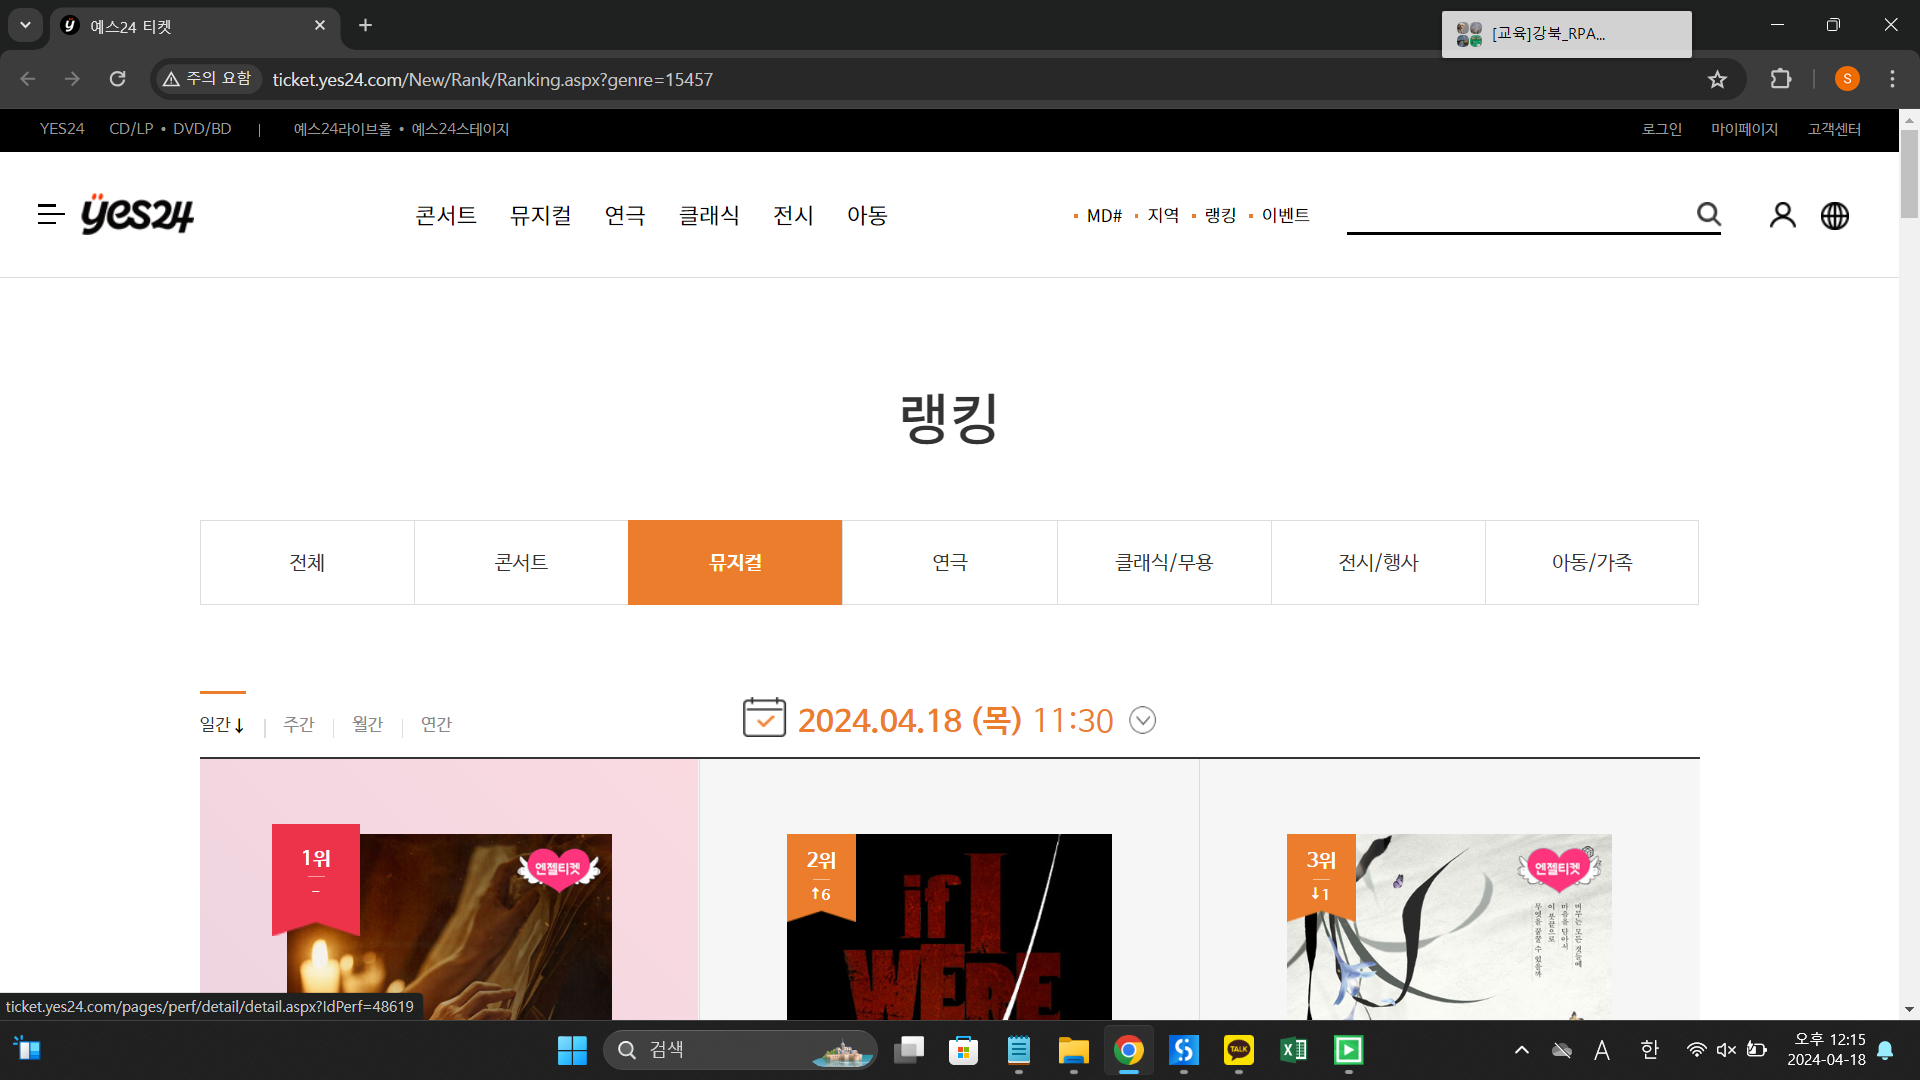 예스24 티켓
[교육]강북_RPA...
주의 요함
ticket.yes24.com/New/Rank/Ranking.aspx?genre=15457
S
YES24 CD/LP • DVD/BD | 예스24라이브홀 • 예스24스테이지
로그인 마이페이지 고객센터
yes24
콘서트 뮤지컬 연극 클래식 전시 아동
MD# 지역 랭킹 이벤트
랭킹
전체 콘서트 뮤지컬 연극 클래식/무용 전시/행사 아동/가족
일간↓ | 주간 | 월간 | 연간
2024.04.18 (목) 11:30
1위
–
엔젤티켓
2위
↑6
if I
WERE
3위
↓1
엔젤티켓
ticket.yes24.com/pages/perf/detail/detail.aspx?IdPerf=48619
검색
TALK
A
한
오후 12:15
2024-04-18